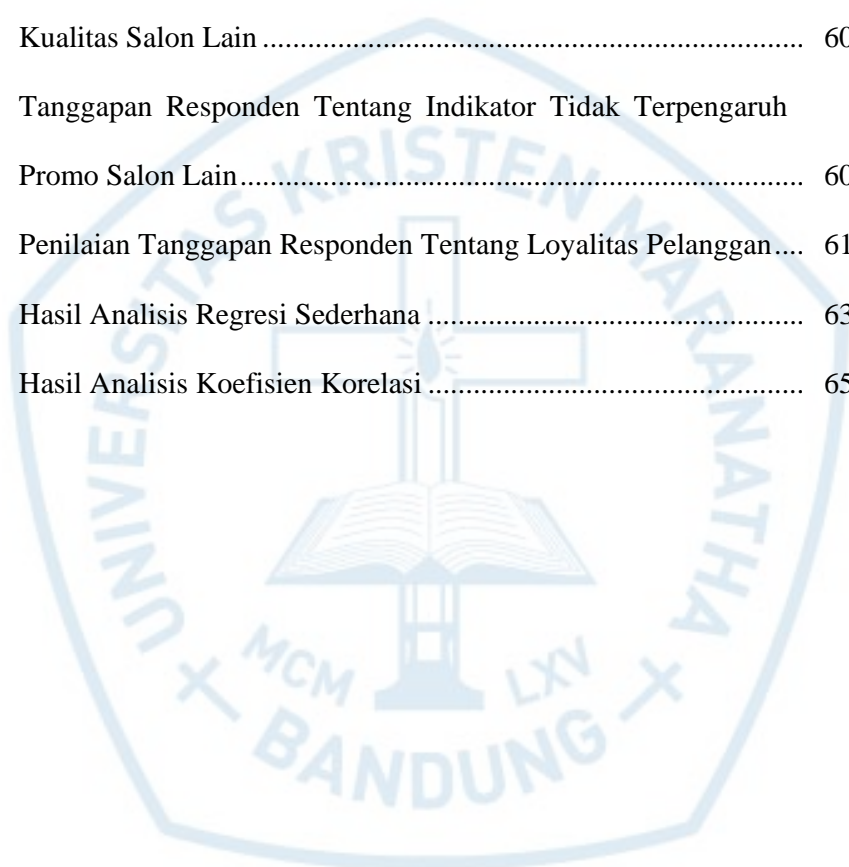 Kualitas Salon Lain ........................................................................ 60
Tanggapan Responden Tentang Indikator Tidak Terpengaruh
Promo Salon Lain........................................................................... 60
Penilaian Tanggapan Responden Tentang Loyalitas Pelanggan.... 61
Hasil Analisis Regresi Sederhana .................................................. 63
Hasil Analisis Koefisien Korelasi .................................................. 65
UNIVERSITAS KRISTEN MARANATHA
MCM LXV
BANDUNG